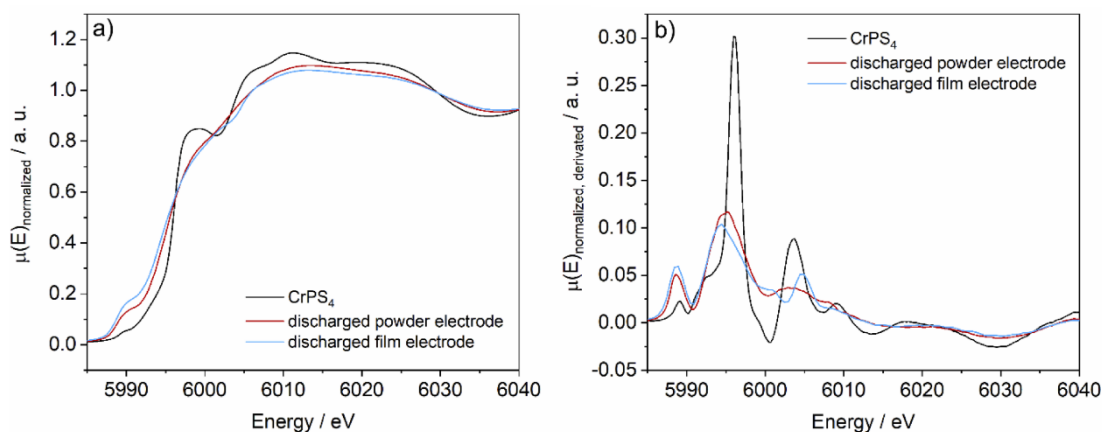 a)
μ(E)normalized / a. u.
1.2
1.0
0.8
0.6
0.4
0.2
0.0
CrPS4
discharged powder electrode
discharged film electrode
5990 6000 6010 6020 6030 6040
Energy / eV
b)
μ(E)normalized, derivated / a. u.
0.30
0.25
0.20
0.15
0.10
0.05
0.00
-0.05
CrPS4
discharged powder electrode
discharged film electrode
5990 6000 6010 6020 6030 6040
Energy / eV